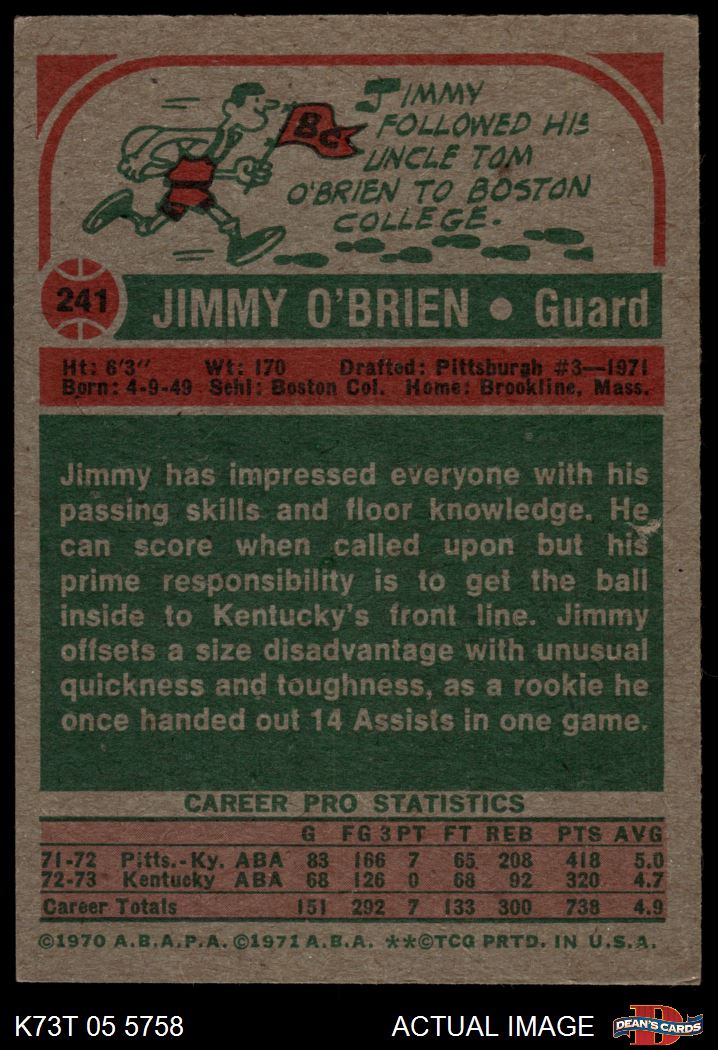 JIMMY
FOLLOWED HIS
UNCLE TOM
O'BRIEN TO BOSTON
COLLEGE.
BC
241
JIMMY O'BRIEN • Guard
Ht: 6'3" Wt: 170 Drafted: Pittsburgh #3—1971
Born: 4-9-49 Schl: Boston Col. Home: Brookline, Mass.
Jimmy has impressed everyone with his
passing skills and floor knowledge. He
can score when called upon but his
prime responsibility is to get the ball
inside to Kentucky's front line. Jimmy
offsets a size disadvantage with unusual
quickness and toughness, as a rookie he
once handed out 14 Assists in one game.
CAREER PRO STATISTICS
G FG 3PT FT REB PTS AVG
71-72 Pitts.-Ky. ABA 83 166 7 65 208 418 5.0
72-73 Kentucky ABA 68 126 0 68 92 320 4.7
Career Totals 151 292 7 133 300 738 4.9
©1970 A.B.A.P.A. ©1971 A.B.A. **©TCG PRTD. IN U.S.A.
K73T 05 5758 ACTUAL IMAGE
D
DEAN'S CARDS